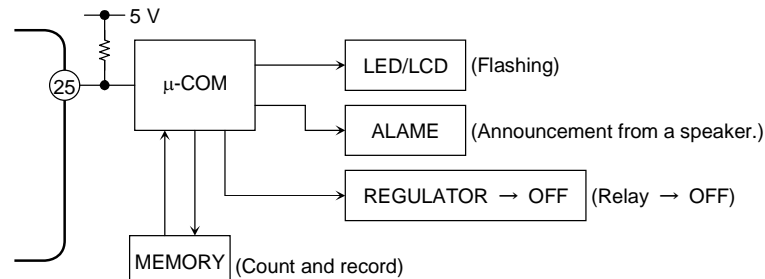 5 V
25
μ-COM
LED/LCD (Flashing)
ALAME (Announcement from a speaker.)
REGULATOR → OFF (Relay → OFF)
MEMORY (Count and record)